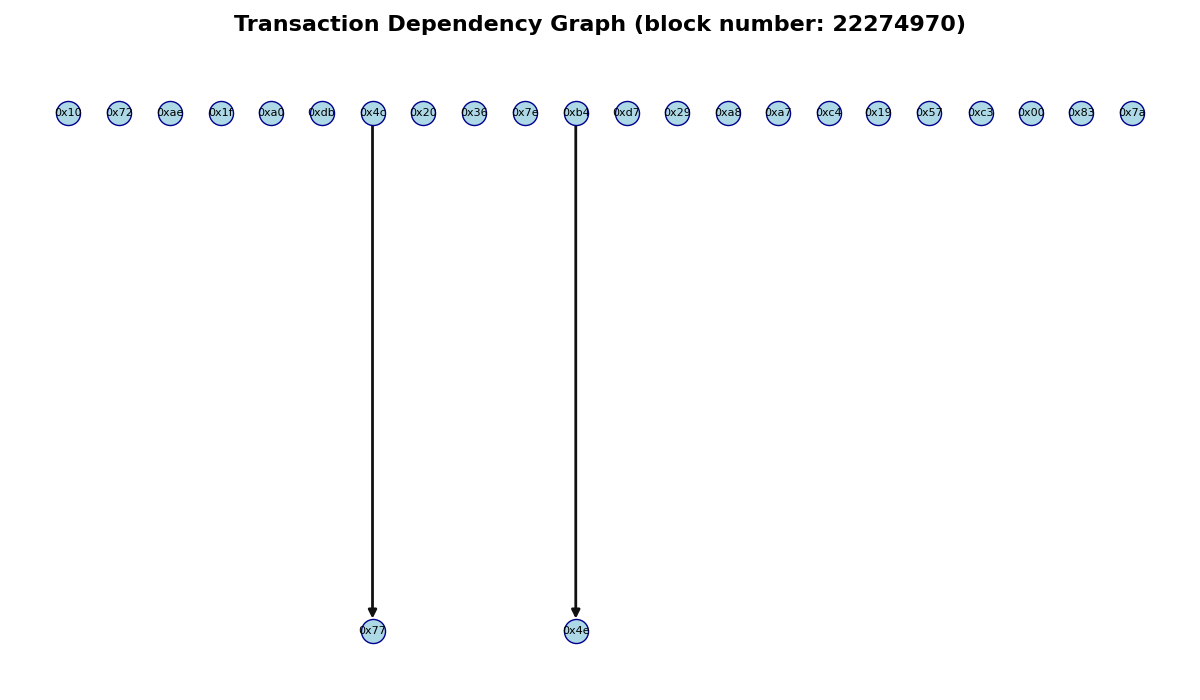 Transaction Dependency Graph (block number: 22274970)
0x10 0x72 0xae 0x1f 0xa0 0xdb 0x4c 0x20 0x36 0x7e 0xb4 0xd7 0x29 0xa8 0xa7 0xc4 0x19 0x57 0xc3 0x00 0x83 0x7a
0x77 0x4e